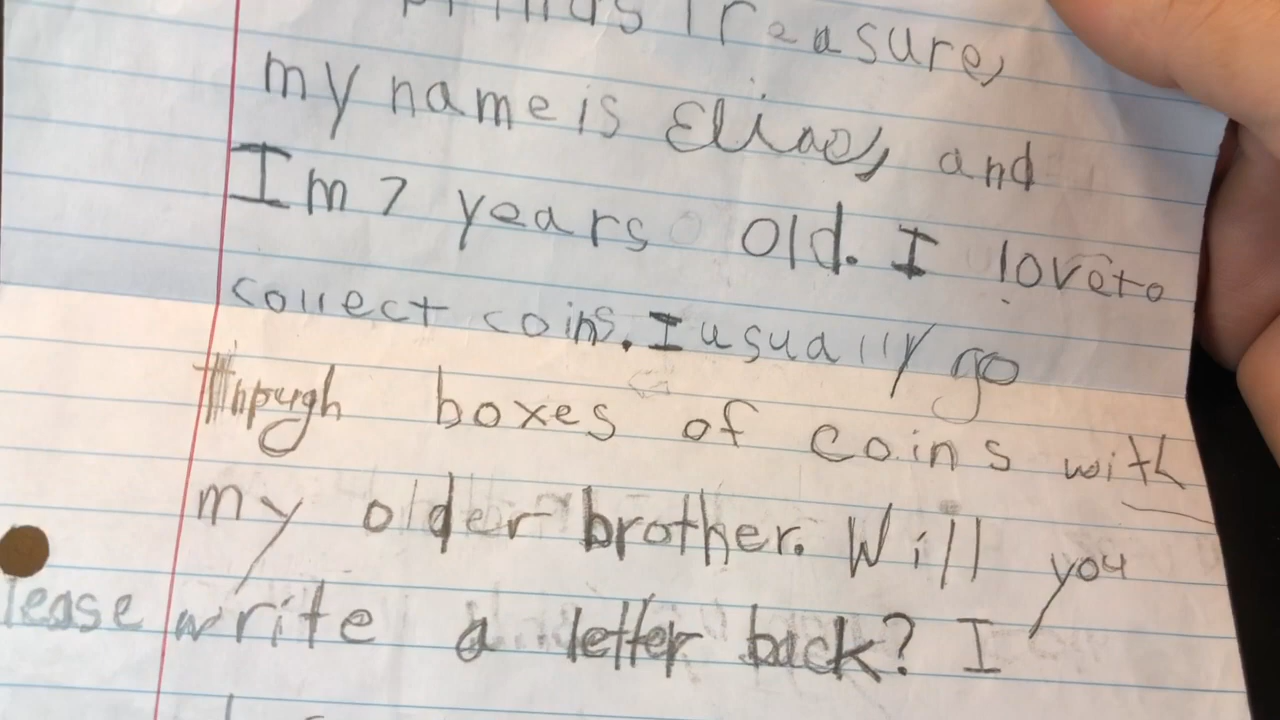 Treasure,
my name is Elias, and
Im 7 years old. I love to
collect coins. I usually go
through boxes of coins with
my older brother. Will you
lease write a letter back? I